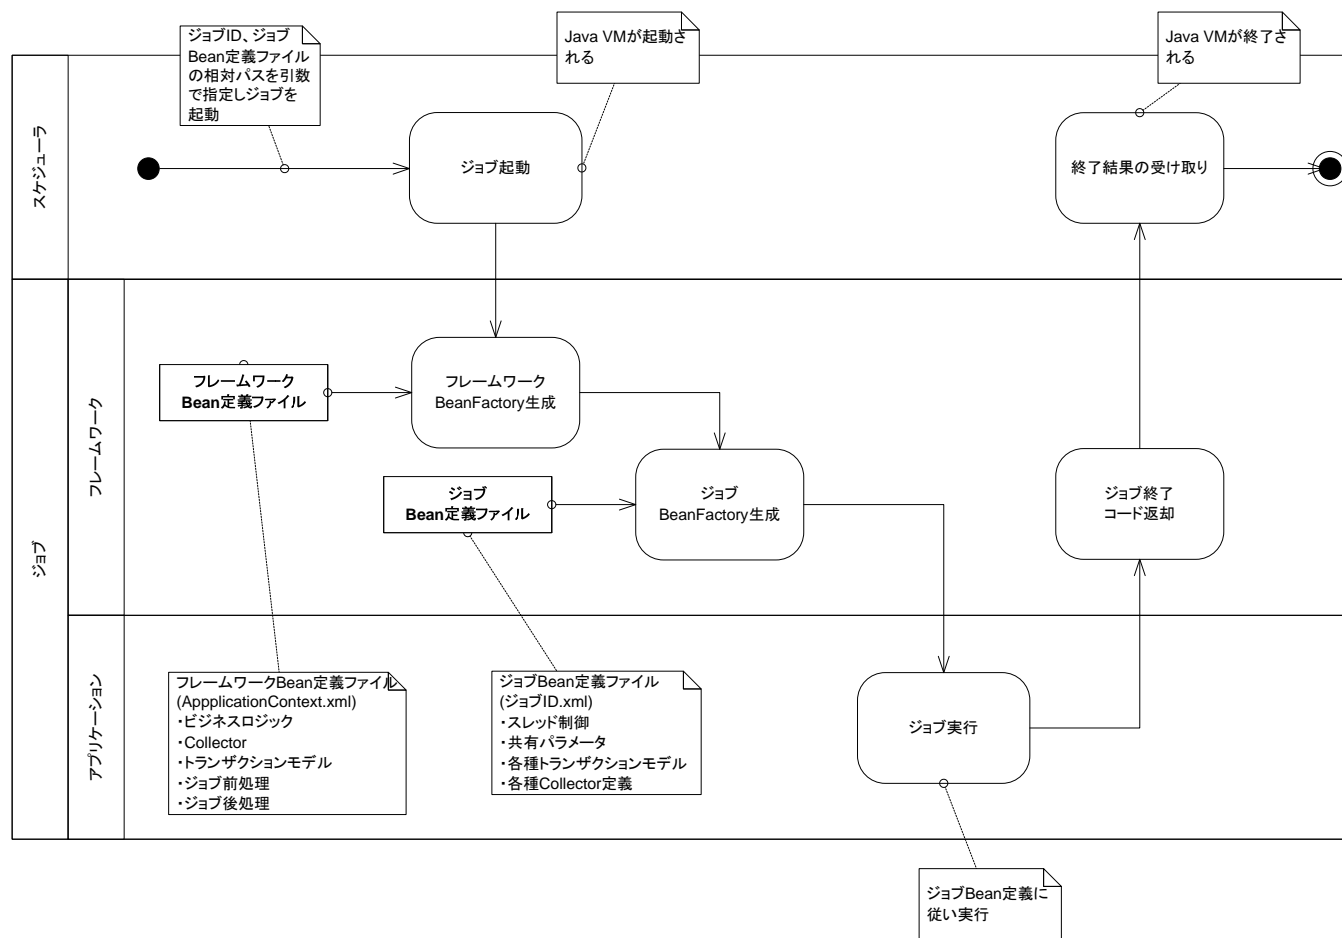 ジョブID、ジョブ
Bean定義ファイル
の相対パスを引数
で指定しジョブを
起動
Java VMが起動さ
れる
Java VMが終了さ
れる
スケジューラ
ジョブ起動
終了結果の受け取り
ジョブ
フレームワーク
フレームワーク
Bean定義ファイル
フレームワーク
BeanFactory生成
ジョブ
Bean定義ファイル
ジョブ
BeanFactory生成
ジョブ終了
コード返却
アプリケーション
フレームワークBean定義ファイル
(AppplicationContext.xml)
・ビジネスロジック
・Collector
・トランザクションモデル
・ジョブ前処理
・ジョブ後処理
ジョブBean定義ファイル
(ジョブID.xml)
・スレッド制御
・共有パラメータ
・各種トランザクションモデル
・各種Collector定義
ジョブ実行
ジョブBean定義に
従い実行